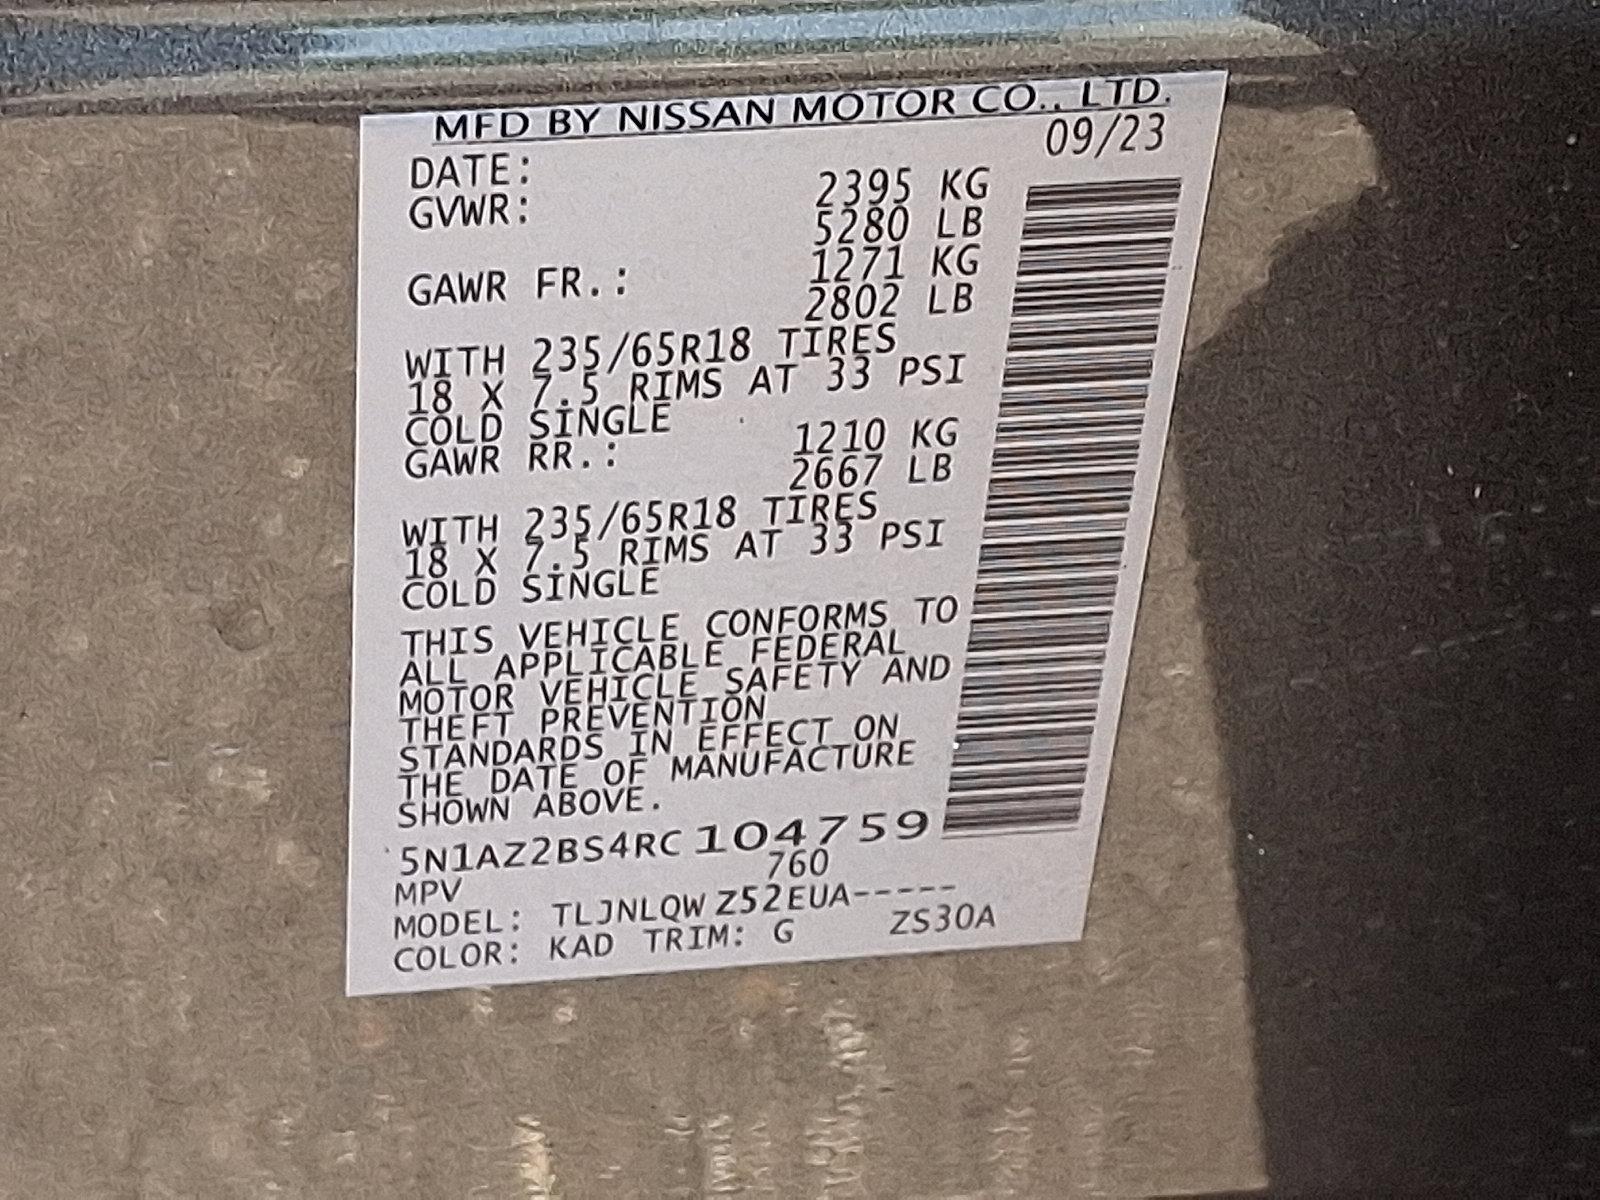 MFD BY NISSAN MOTOR CO., LTD.
DATE: 09/23
GVWR: 2395 KG
5280 LB
GAWR FR.: 1271 KG
2802 LB
WITH 235/65R18 TIRES
18 X 7.5 RIMS AT 33 PSI
COLD SINGLE
GAWR RR.: 1210 KG
2667 LB
WITH 235/65R18 TIRES
18 X 7.5 RIMS AT 33 PSI
COLD SINGLE
THIS VEHICLE CONFORMS TO
ALL APPLICABLE FEDERAL
MOTOR VEHICLE SAFETY AND
THEFT PREVENTION
STANDARDS IN EFFECT ON
THE DATE OF MANUFACTURE
SHOWN ABOVE.
5N1AZ2BS4RC104759
MPV 760
MODEL: TLJNLQWZ52EUA-----
COLOR: KAD TRIM: G ZS30A